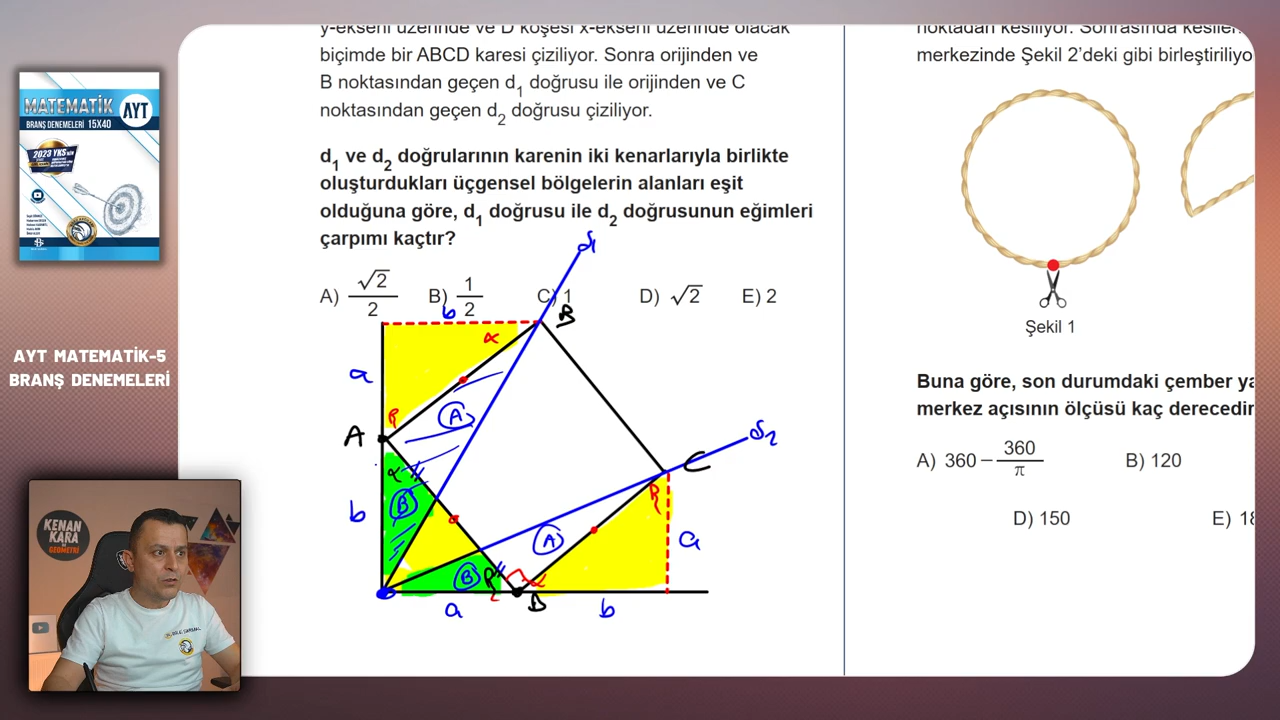 MATEMATİK AYT
BRANŞ DENEMELERİ 15X40
2023 YKS'NİN
AYT MATEMATİK-5
BRANŞ DENEMELERİ
KENAN
KARA
GEOMETRİ
y-ekseni üzerinde ve D köşesi x-ekseni üzerinde olacak
biçimde bir ABCD karesi çiziliyor. Sonra orijinden ve
B noktasından geçen d1 doğrusu ile orijinden ve C
noktasından geçen d2 doğrusu çiziliyor.
d1 ve d2 doğrularının karenin iki kenarlarıyla birlikte
oluşturdukları üçgensel bölgelerin alanları eşit
olduğuna göre, d1 doğrusu ile d2 doğrusunun eğimleri
çarpımı kaçtır?
A) √2/2 B) 1/2 C) 1 D) √2 E) 2
d1
b
B
α
a
β
A
A
α
d2
C
β
b
B
A
a
B
β
α
D
a
b
noktadan kesiliyor. Sonrasında kesilen
merkezinde Şekil 2'deki gibi birleştiriliyo
Şekil 1
Buna göre, son durumdaki çember ya
merkez açısının ölçüsü kaç derecedir
A) 360 – 360/π B) 120
D) 150 E) 18